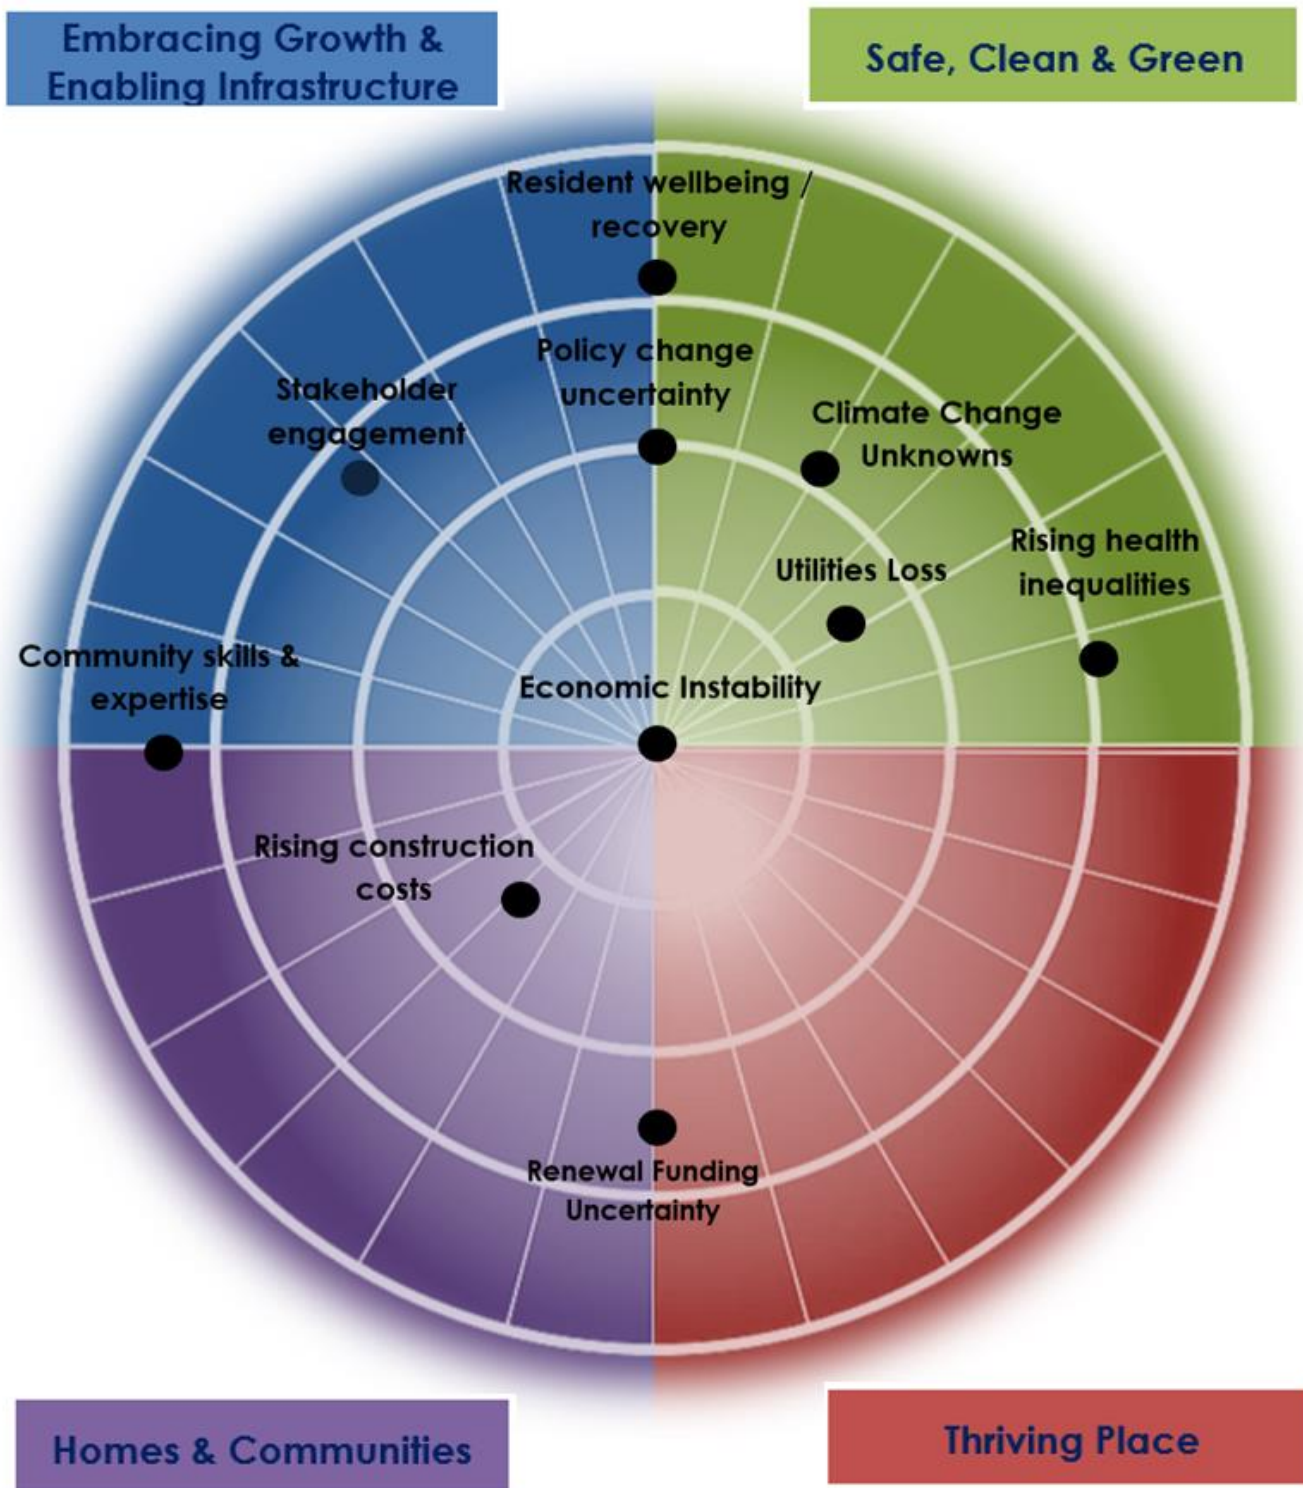 Embracing Growth &
Enabling Infrastructure
Safe, Clean & Green
Resident wellbeing /
recovery
Policy change
uncertainty
Stakeholder
engagement
Climate Change
Unknowns
Rising health
inequalities
Utilities Loss
Community skills &
expertise
Economic Instability
Rising construction
costs
Renewal Funding
Uncertainty
Homes & Communities
Thriving Place